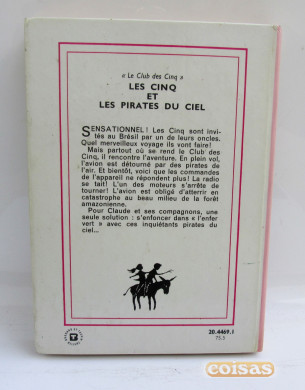 « Le Club des Cinq »
LES CINQ
ET
LES PIRATES DU CIEL
SENSATIONNEL! Les Cinq sont invi-
tés au Brésil par un de leurs oncles.
Quel merveilleux voyage ils vont faire!
Mais partout où se rend le Club des
Cinq, il rencontre l'aventure. En plein vol,
l'avion est détourné par des pirates de
l'air. Et bientôt, voici que les commandes
de l'appareil ne répondent plus! La radio
se tait! L'un des moteurs s'arrête de
tourner! L'avion est obligé d'atterrir en
catastrophe au beau milieu de la forêt
amazonienne.
Pour Claude et ses compagnons, une
seule solution : s'enfoncer dans « l'enfer
vert » avec ces inquiétants pirates du
ciel...
20.4469.1
75.5
coisas